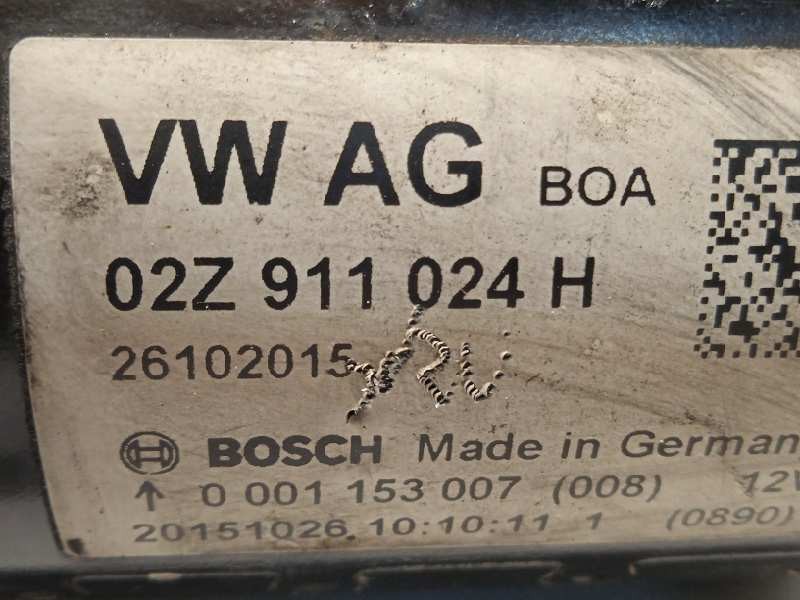 VW AG BOA
02Z 911 024 H
26102015
BOSCH Made in German
↑ 0 001 153 007 (008) 12V
20151026 10:10:11 1 (0890)